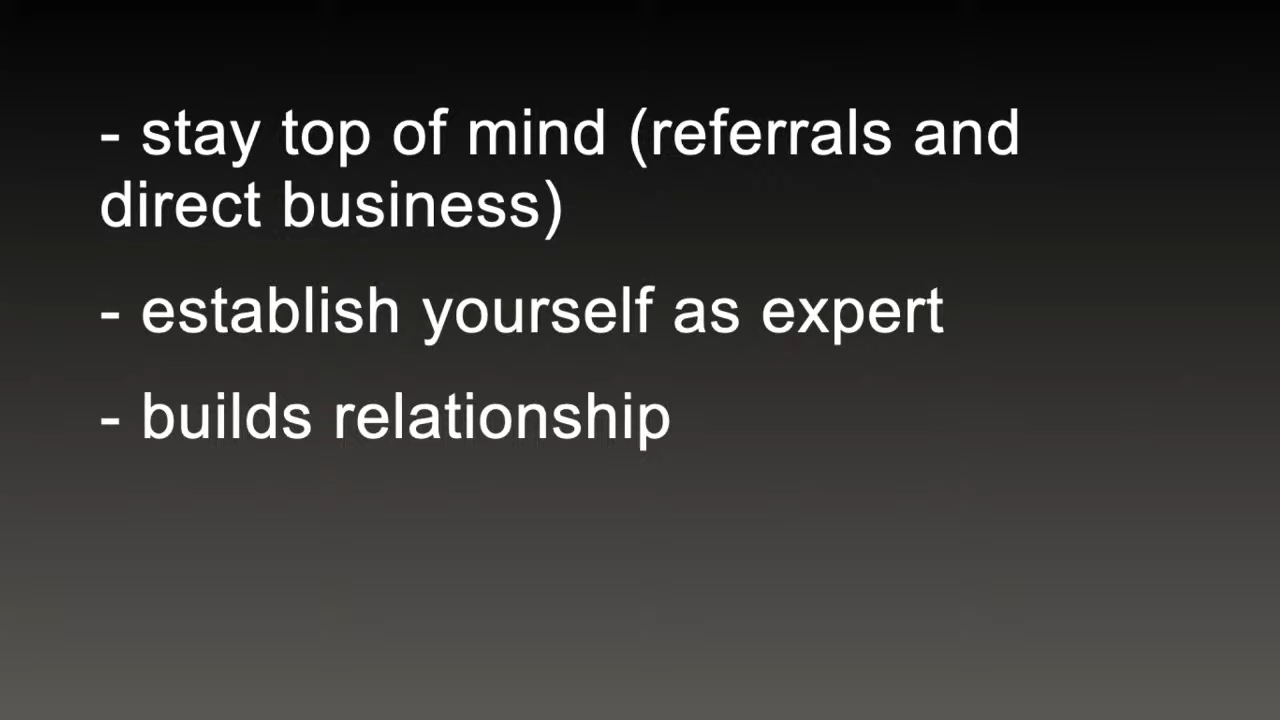 - stay top of mind (referrals and
direct business)
- establish yourself as expert
- builds relationship